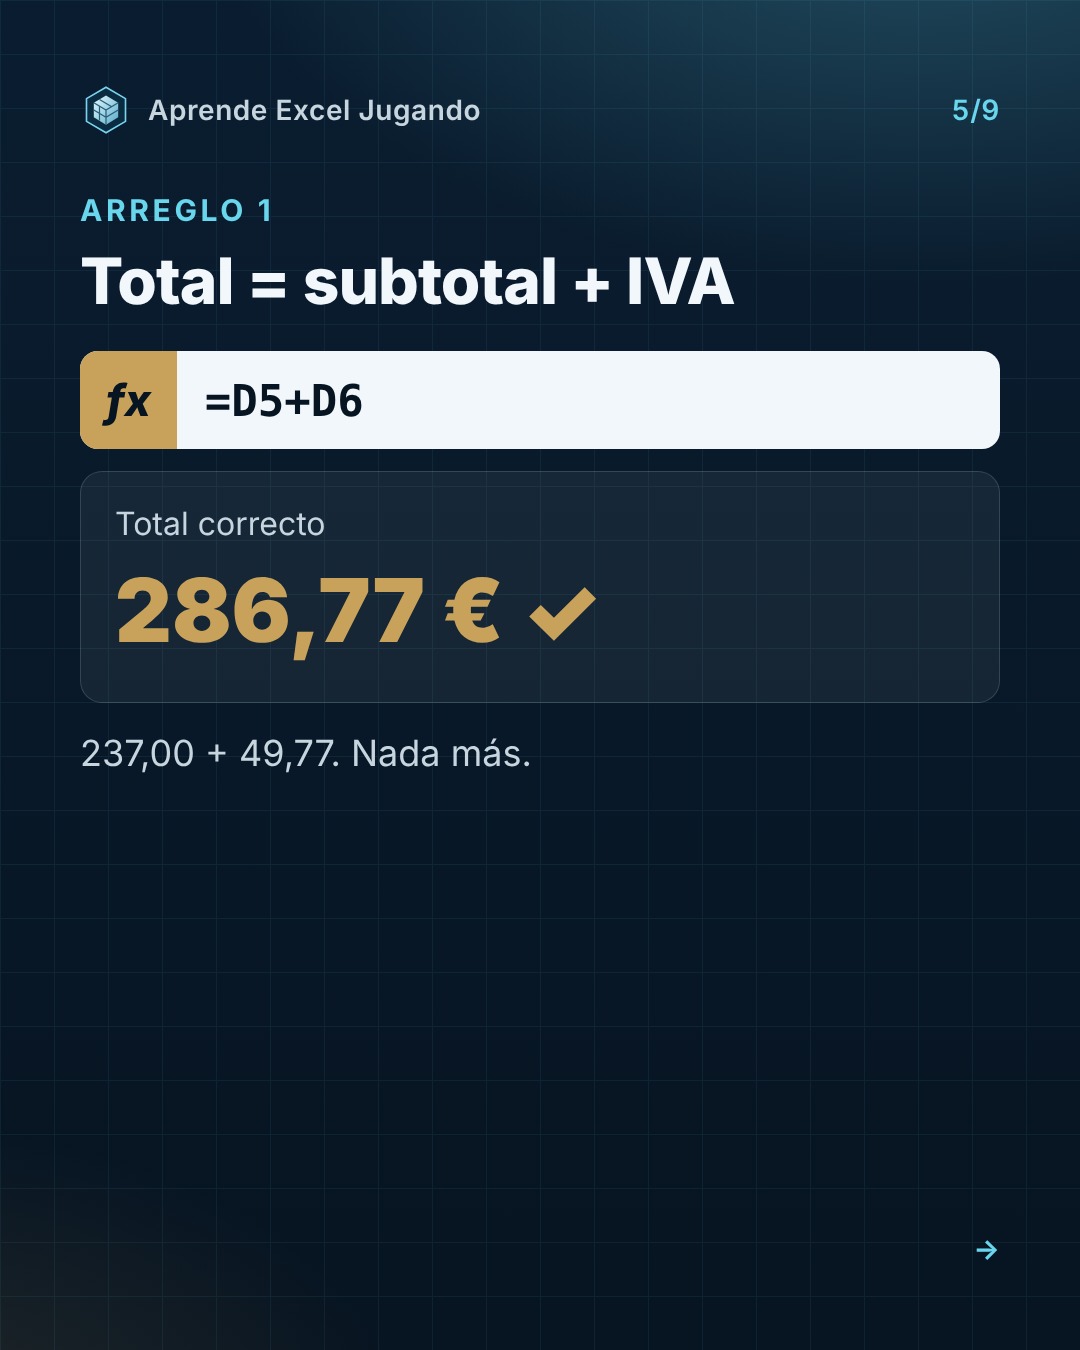 Aprende Excel Jugando
5/9
ARREGLO 1
Total = subtotal + IVA
fx =D5+D6
Total correcto
286,77 € ✔
237,00 + 49,77. Nada más.
→